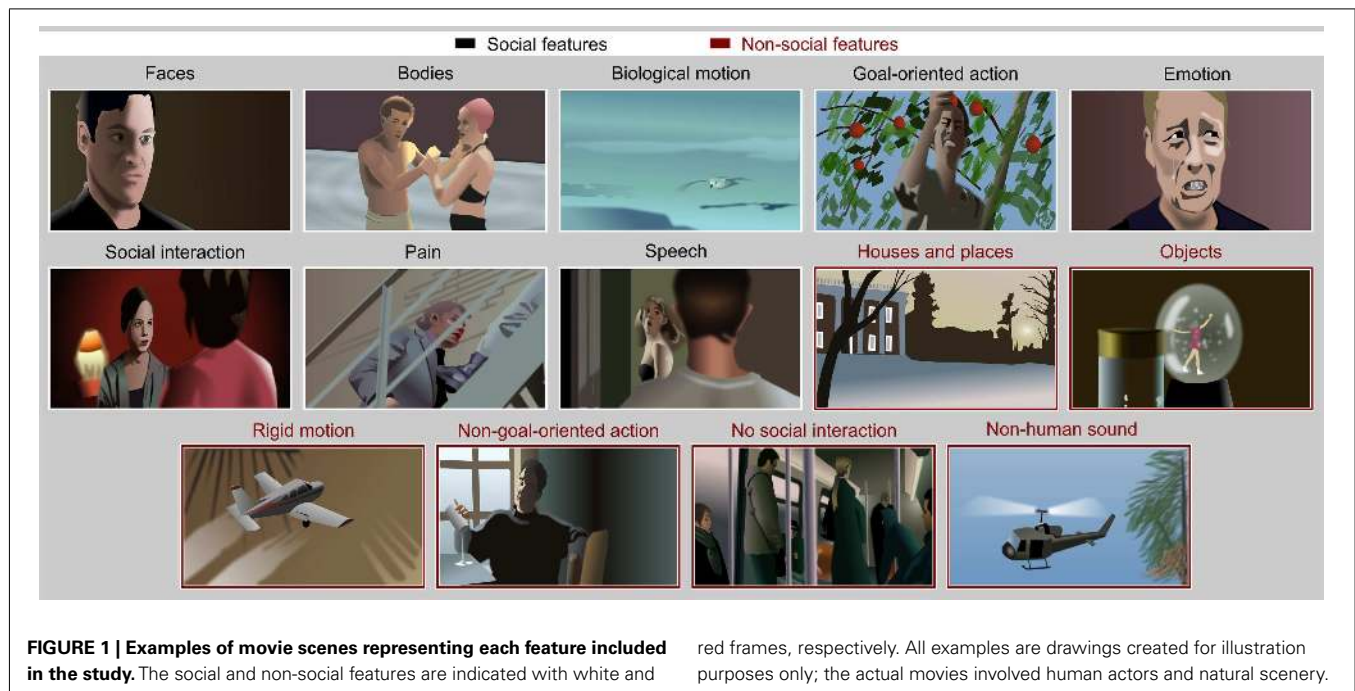 Social features Non-social features
Faces Bodies Biological motion Goal-oriented action Emotion
Social interaction Pain Speech Houses and places Objects
Rigid motion Non-goal-oriented action No social interaction Non-human sound
FIGURE 1 | Examples of movie scenes representing each feature included
in the study. The social and non-social features are indicated with white and
red frames, respectively. All examples are drawings created for illustration
purposes only; the actual movies involved human actors and natural scenery.